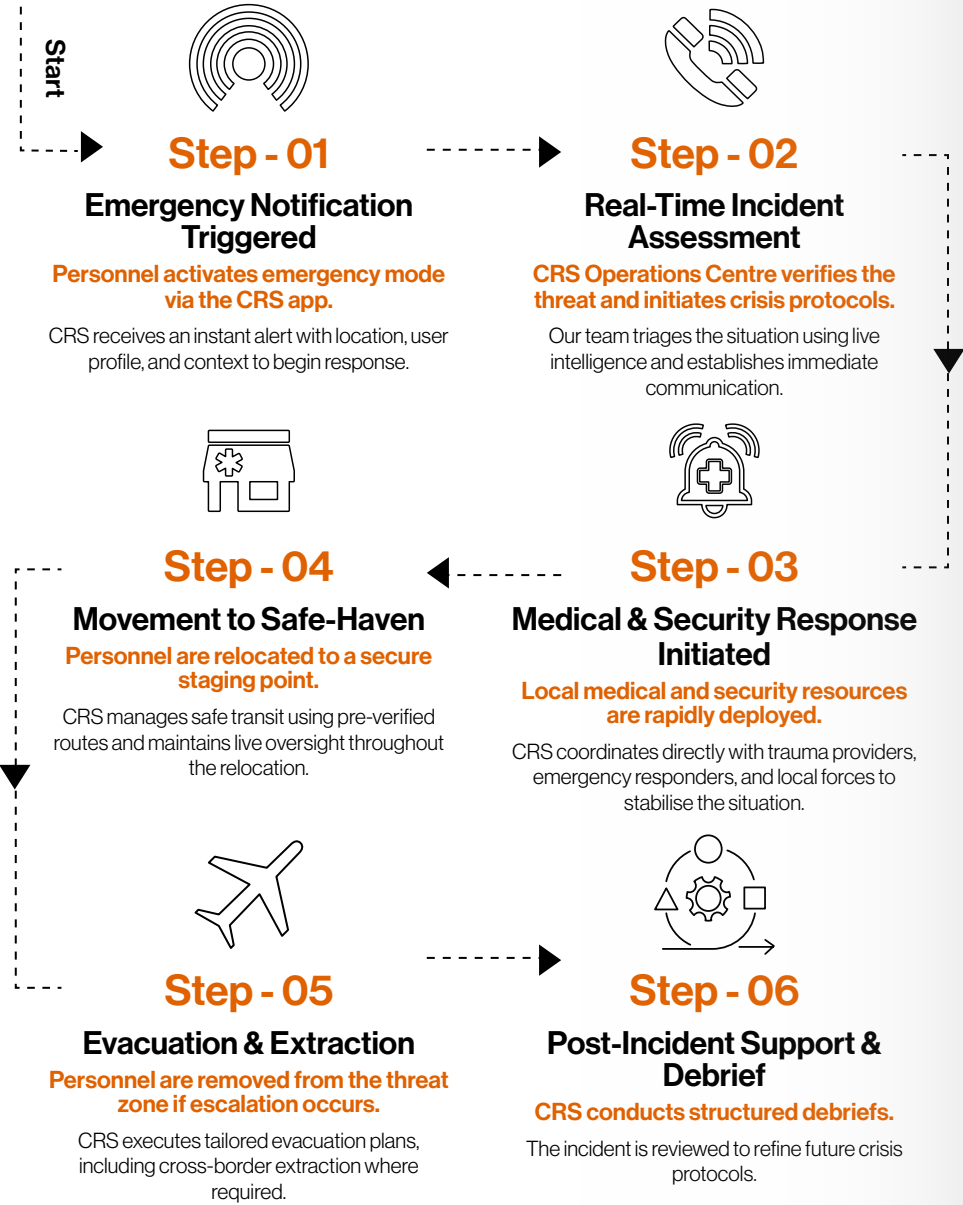 Start
Step - 01
Emergency Notification
Triggered
Personnel activates emergency mode
via the CRS app.
CRS receives an instant alert with location, user
profile, and context to begin response.
Step - 02
Real-Time Incident
Assessment
CRS Operations Centre verifies the
threat and initiates crisis protocols.
Our team triages the situation using live
intelligence and establishes immediate
communication.
Step - 03
Medical & Security Response
Initiated
Local medical and security resources
are rapidly deployed.
CRS coordinates directly with trauma providers,
emergency responders, and local forces to
stabilise the situation.
Step - 04
Movement to Safe-Haven
Personnel are relocated to a secure
staging point.
CRS manages safe transit using pre-verified
routes and maintains live oversight throughout
the relocation.
Step - 05
Evacuation & Extraction
Personnel are removed from the threat
zone if escalation occurs.
CRS executes tailored evacuation plans,
including cross-border extraction where
required.
Step - 06
Post-Incident Support &
Debrief
CRS conducts structured debriefs.
The incident is reviewed to refine future crisis
protocols.